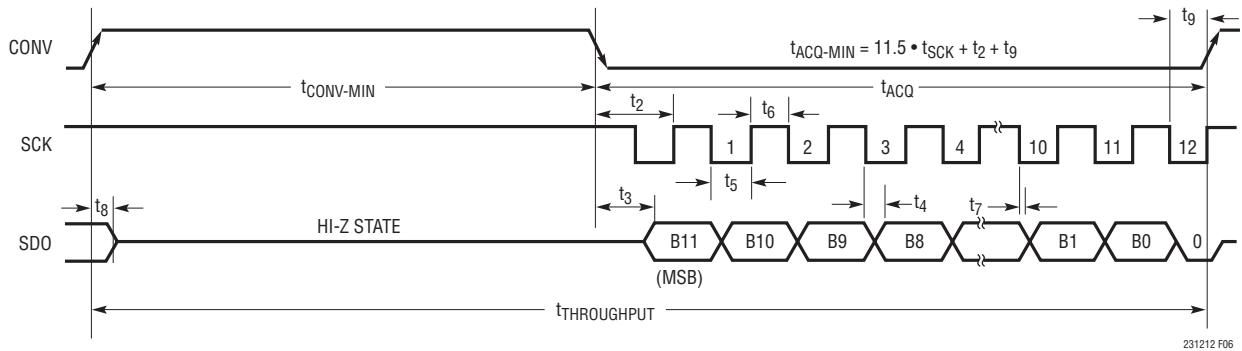 t9
CONV
tACQ-MIN = 11.5 • tSCK + t2 + t9
tCONV-MIN
tACQ
t2
t6
SCK
1 2 3 4 10 11 12
t5
t8
t3
t4
t7
HI-Z STATE
SDO
B11 B10 B9 B8 B1 B0 0
(MSB)
tTHROUGHPUT
231212 F06